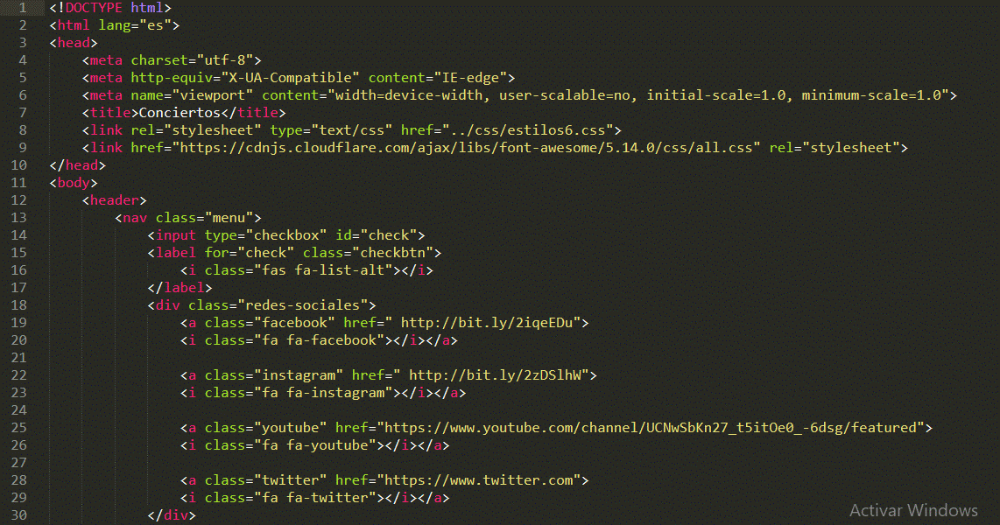 1 <!DOCTYPE html>
2 <html lang="es">
3 <head>
4 <meta charset="utf-8">
5 <meta http-equiv="X-UA-Compatible" content="IE-edge">
6 <meta name="viewport" content="width=device-width, user-scalable=no, initial-scale=1.0, minimum-scale=1.0">
7 <title>Conciertos</title>
8 <link rel="stylesheet" type="text/css" href="../css/estilos6.css">
9 <link href="https://cdnjs.cloudflare.com/ajax/libs/font-awesome/5.14.0/css/all.css" rel="stylesheet">
10 </head>
11 <body>
12 <header>
13 <nav class="menu">
14 <input type="checkbox" id="check">
15 <label for="check" class="checkbtn">
16 <i class="fas fa-list-alt"></i>
17 </label>
18 <div class="redes-sociales">
19 <a class="facebook" href=" http://bit.ly/2iqeEDu">
20 <i class="fa fa-facebook"></i></a>
21
22 <a class="instagram" href=" http://bit.ly/2zDSlhW">
23 <i class="fa fa-instagram"></i></a>
24
25 <a class="youtube" href="https://www.youtube.com/channel/UCNwSbKn27_t5itOe0_-6dsg/featured">
26 <i class="fa fa-youtube"></i></a>
27
28 <a class="twitter" href="https://www.twitter.com">
29 <i class="fa fa-twitter"></i></a>
30 </div>
Activar Windows